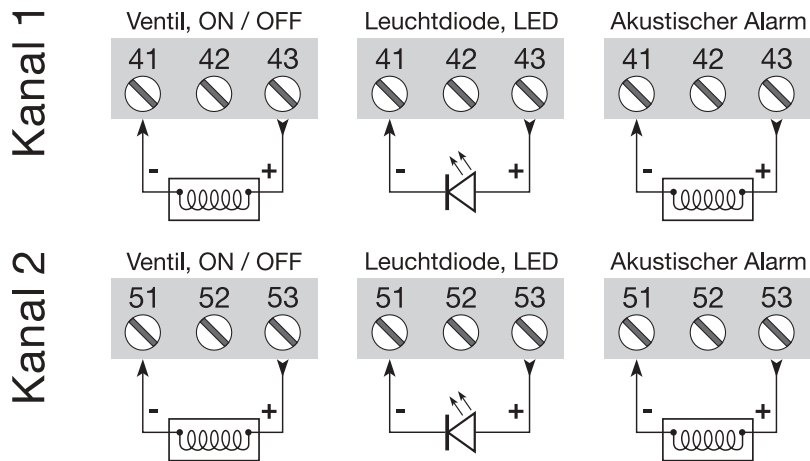 Kanal 1
Ventil, ON / OFF
41 42 43
- +
Leuchtdiode, LED
41 42 43
- +
Akustischer Alarm
41 42 43
- +
Kanal 2
Ventil, ON / OFF
51 52 53
- +
Leuchtdiode, LED
51 52 53
- +
Akustischer Alarm
51 52 53
- +